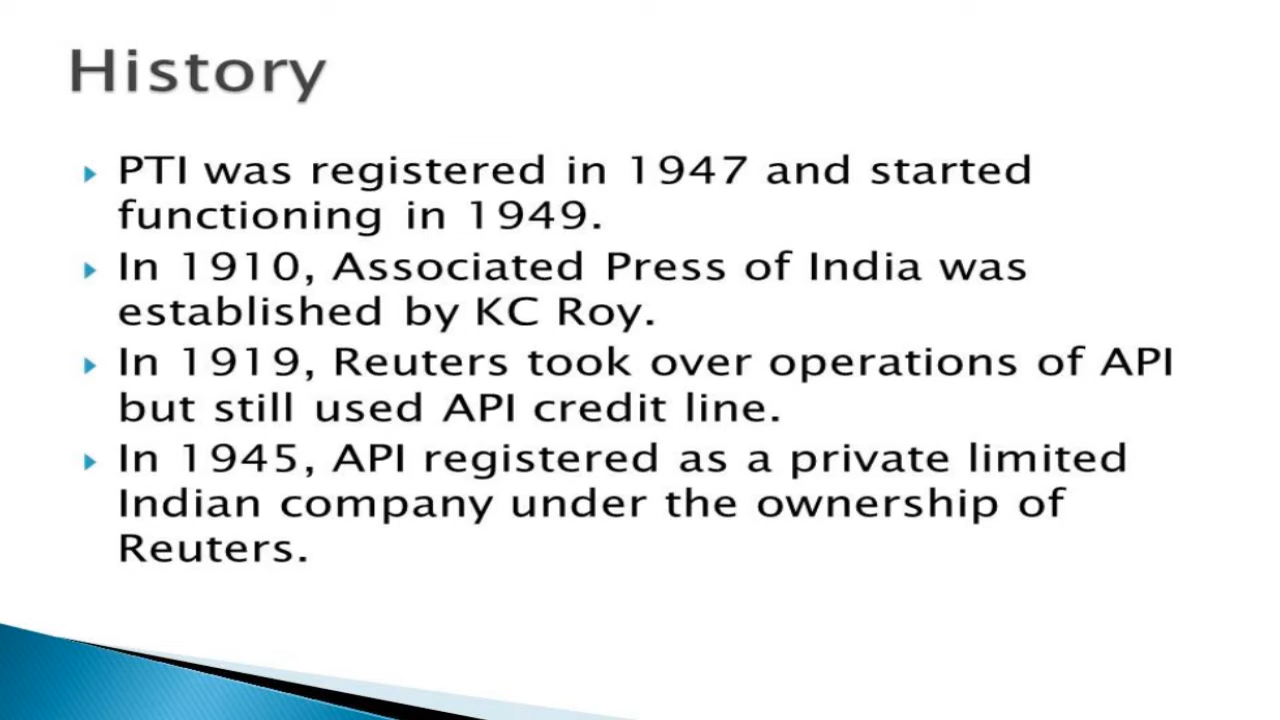 History
PTI was registered in 1947 and started
functioning in 1949.
In 1910, Associated Press of India was
established by KC Roy.
In 1919, Reuters took over operations of API
but still used API credit line.
In 1945, API registered as a private limited
Indian company under the ownership of
Reuters.